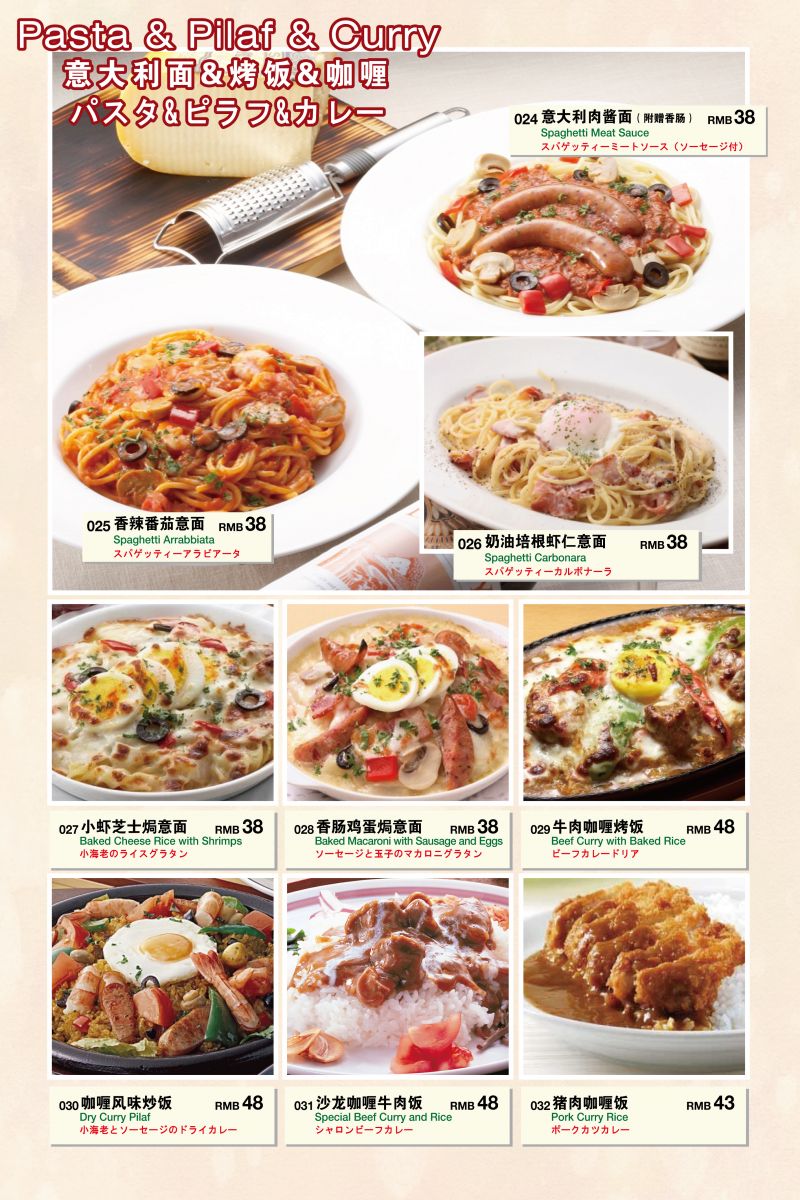 Pasta & Pilaf & Curry
意大利面&烤饭&咖喱
パスタ&ピラフ&カレー
024 意大利肉酱面（附赠香肠） RMB 38
Spaghetti Meat Sauce
スパゲッティーミートソース（ソーセージ付）
025 香辣番茄意面 RMB 38
Spaghetti Arrabbiata
スパゲッティーアラビアータ
026 奶油培根虾仁意面 RMB 38
Spaghetti Carbonara
スパゲッティーカルボナーラ
027 小虾芝士焗意面 RMB 38
Baked Cheese Rice with Shrimps
小海老のライスグラタン
028 香肠鸡蛋焗意面 RMB 38
Baked Macaroni with Sausage and Eggs
ソーセージと玉子のマカロニグラタン
029 牛肉咖喱烤饭 RMB 48
Beef Curry with Baked Rice
ビーフカレードリア
030 咖喱风味炒饭 RMB 48
Dry Curry Pilaf
小海老とソーセージのドライカレー
031 沙龙咖喱牛肉饭 RMB 48
Special Beef Curry and Rice
シャロンビーフカレー
032 猪肉咖喱饭 RMB 43
Pork Curry Rice
ポークカツカレー